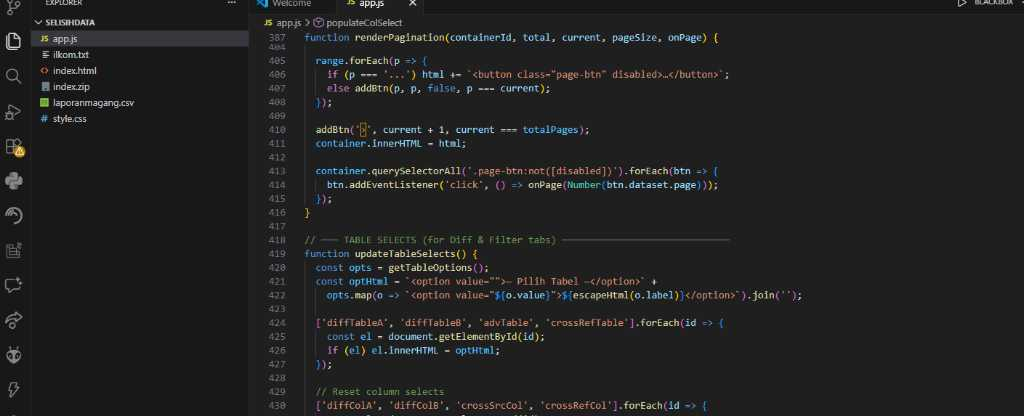 EXPLORER ... Welcome JS app.js × BLACKBOX
SELISIHDATA
JS app.js > populateColSelect
JS app.js
ilkom.txt
<> index.html
index.zip
laporanmagang.csv
# style.css
387 function renderPagination(containerId, total, current, pageSize, onPage) {
404
405 range.forEach(p => {
406 if (p === '...') html += `<button class="page-btn" disabled>…</button>`;
407 else addBtn(p, p, false, p === current);
408 });
409
410 addBtn('›', current + 1, current === totalPages);
411 container.innerHTML = html;
412
413 container.querySelectorAll('.page-btn:not([disabled])').forEach(btn => {
414 btn.addEventListener('click', () => onPage(Number(btn.dataset.page)));
415 });
416 }
417
418 // ─── TABLE SELECTS (for Diff & Filter tabs) ───────────────────────────
419 function updateTableSelects() {
420 const opts = getTableOptions();
421 const optHtml = `<option value="">— Pilih Tabel —</option>` +
422 opts.map(o => `<option value="${o.value}">${escapeHtml(o.label)}</option>`).join('');
423
424 ['diffTableA', 'diffTableB', 'advTable', 'crossRefTable'].forEach(id => {
425 const el = document.getElementById(id);
426 if (el) el.innerHTML = optHtml;
427 });
428
429 // Reset column selects
430 ['diffColA', 'diffColB', 'crossSrcCol', 'crossRefCol'].forEach(id => {